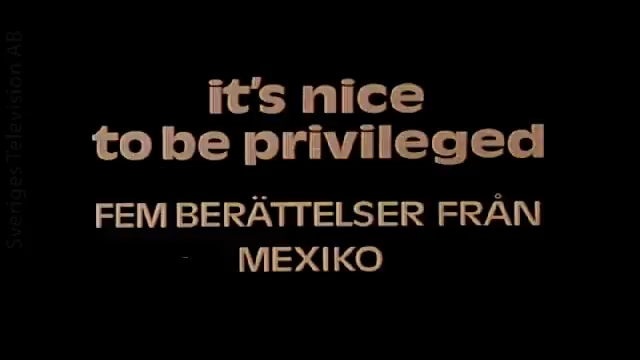 it's nice
to be privileged
FEM BERÄTTELSER FRÅN
MEXIKO
Sveriges Television AB